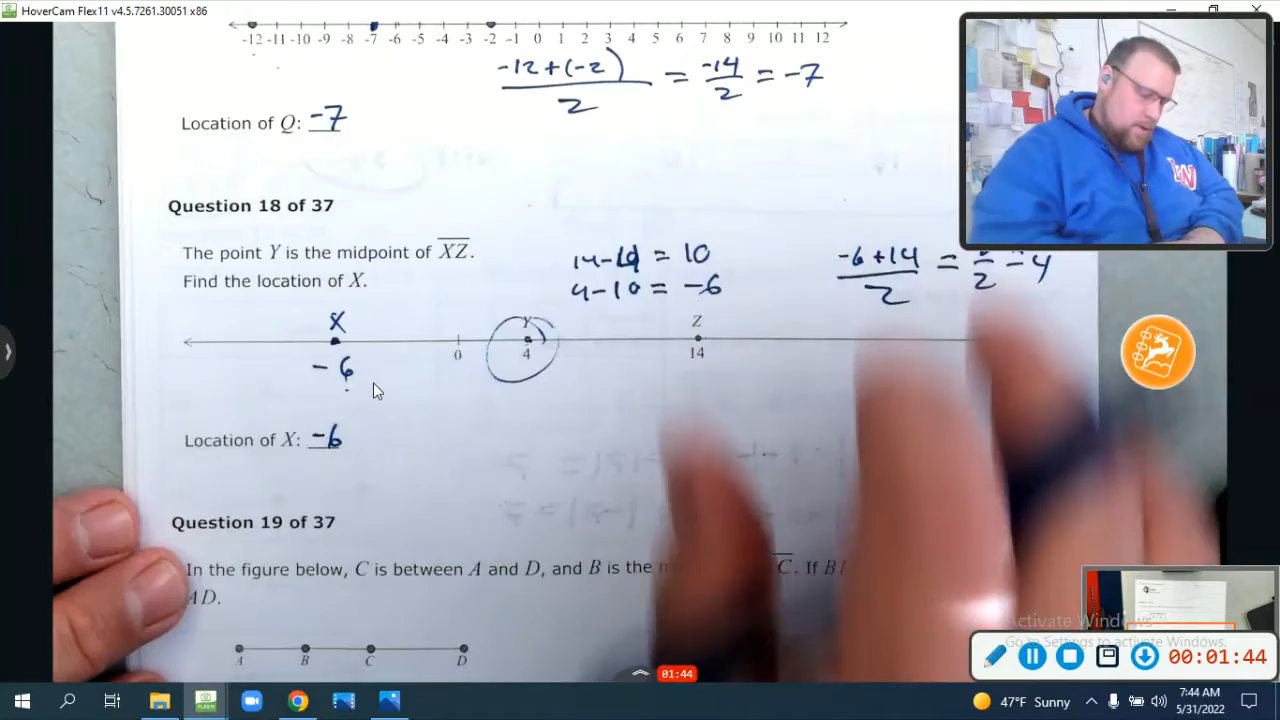 HoverCam Flex11 v4.5.7261.30051 x86
-12 -11 -10 -9 -8 -7 -6 -5 -4 -3 -2 -1 0 1 2 3 4 5 6 7 8 9 10 11 12
-12+(-2) / 2 = -14/2 = -7
Location of Q: -7
Question 18 of 37
The point Y is the midpoint of XZ.
Find the location of X.
14-10 = 10
4-10 = -6
-6+14 / 2 = /2 = 4
X Y Z
-6 0 4 14
Location of X: -6
Question 19 of 37
In the figure below, C is between A and D, and B is the C. If
AD.
A B C D
LW
Activate Windows
Go to Settings to activate Windows.
00:01:44
01:44
47°F Sunny
7:44 AM
5/31/2022